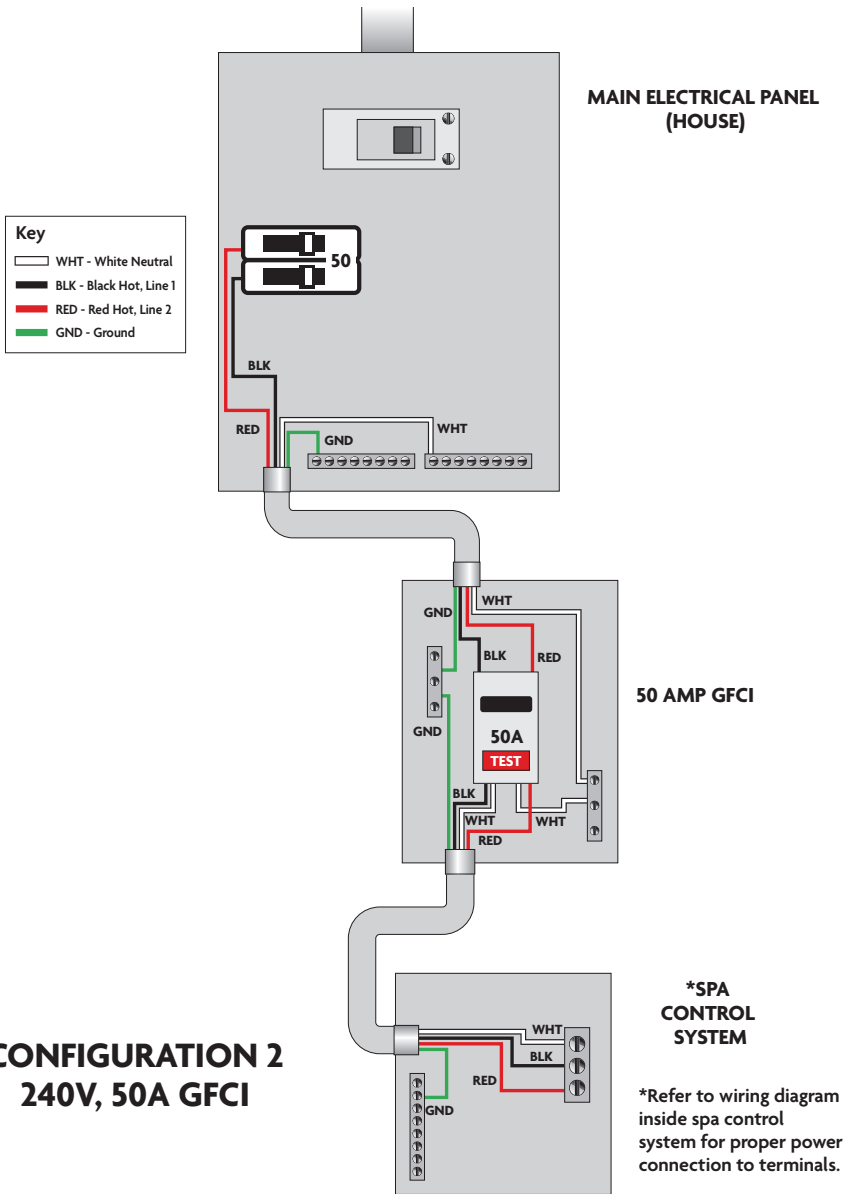 MAIN ELECTRICAL PANEL
(HOUSE)
Key
WHT - White Neutral
BLK - Black Hot, Line 1
RED - Red Hot, Line 2
GND - Ground
50
BLK
RED
GND
WHT
WHT
GND
BLK
RED
50 AMP GFCI
GND
50A
TEST
BLK
WHT
WHT
RED
*SPA
CONTROL
SYSTEM
WHT
BLK
RED
GND
CONFIGURATION 2
240V, 50A GFCI
*Refer to wiring diagram
inside spa control
system for proper power
connection to terminals.